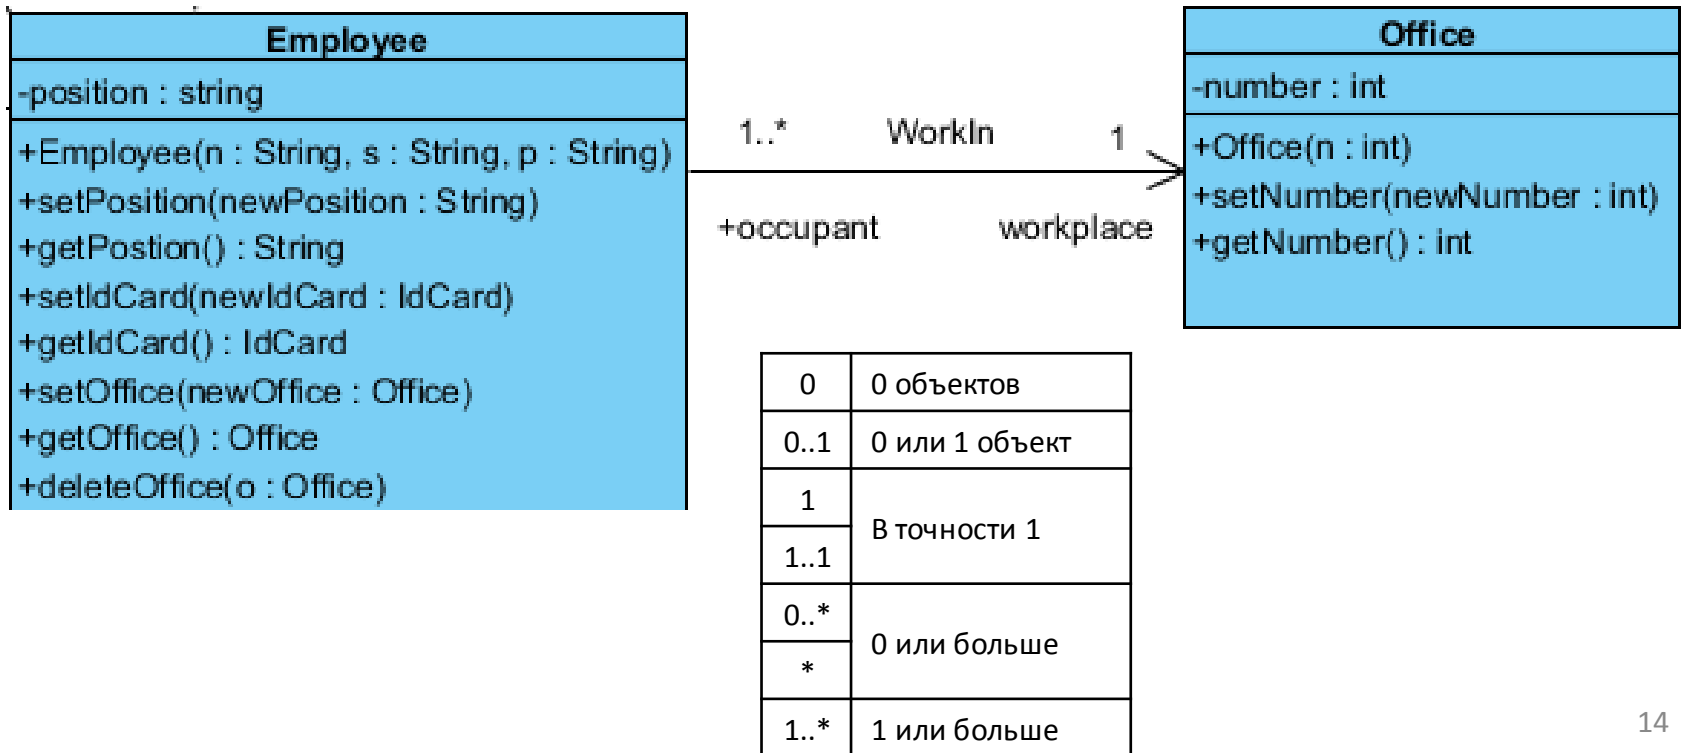 Employee
-position : string
+Employee(n : String, s : String, p : String)
+setPosition(newPosition : String)
+getPostion() : String
+setIdCard(newIdCard : IdCard)
+getIdCard() : IdCard
+setOffice(newOffice : Office)
+getOffice() : Office
+deleteOffice(o : Office)
1..* WorkIn 1
+occupant workplace
Office
-number : int
+Office(n : int)
+setNumber(newNumber : int)
+getNumber() : int
0 0 объектов
0..1 0 или 1 объект
1
В точности 1
1..1
0..*
0 или больше
*
1..* 1 или больше
14